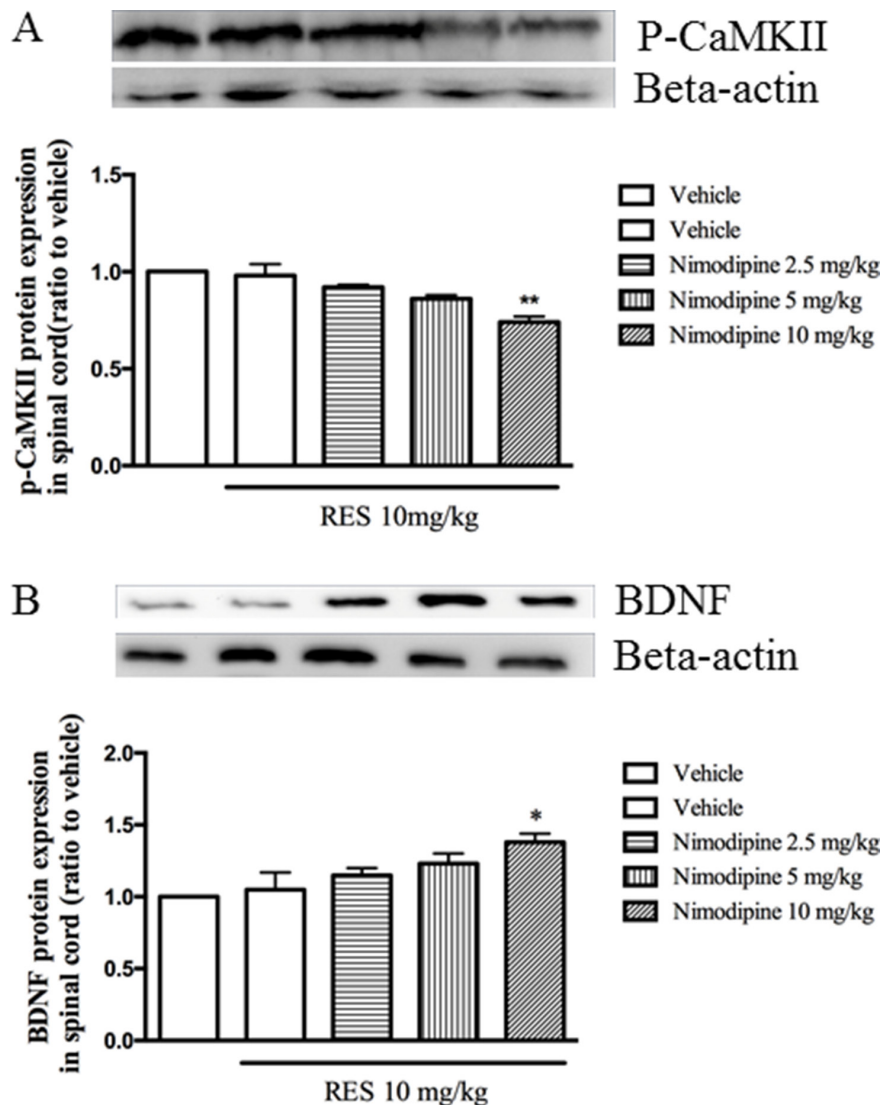 A
P-CaMKII
Beta-actin
p-CaMKII protein expression
in spinal cord(ratio to vehicle)
1.5
1.0
0.5
0.0
**
Vehicle
Vehicle
Nimodipine 2.5 mg/kg
Nimodipine 5 mg/kg
Nimodipine 10 mg/kg
RES 10mg/kg
B
BDNF
Beta-actin
BDNF protein expression
in spinal cord (ratio to vehicle)
2.0
1.5
1.0
0.5
0.0
*
Vehicle
Vehicle
Nimodipine 2.5 mg/kg
Nimodipine 5 mg/kg
Nimodipine 10 mg/kg
RES 10 mg/kg